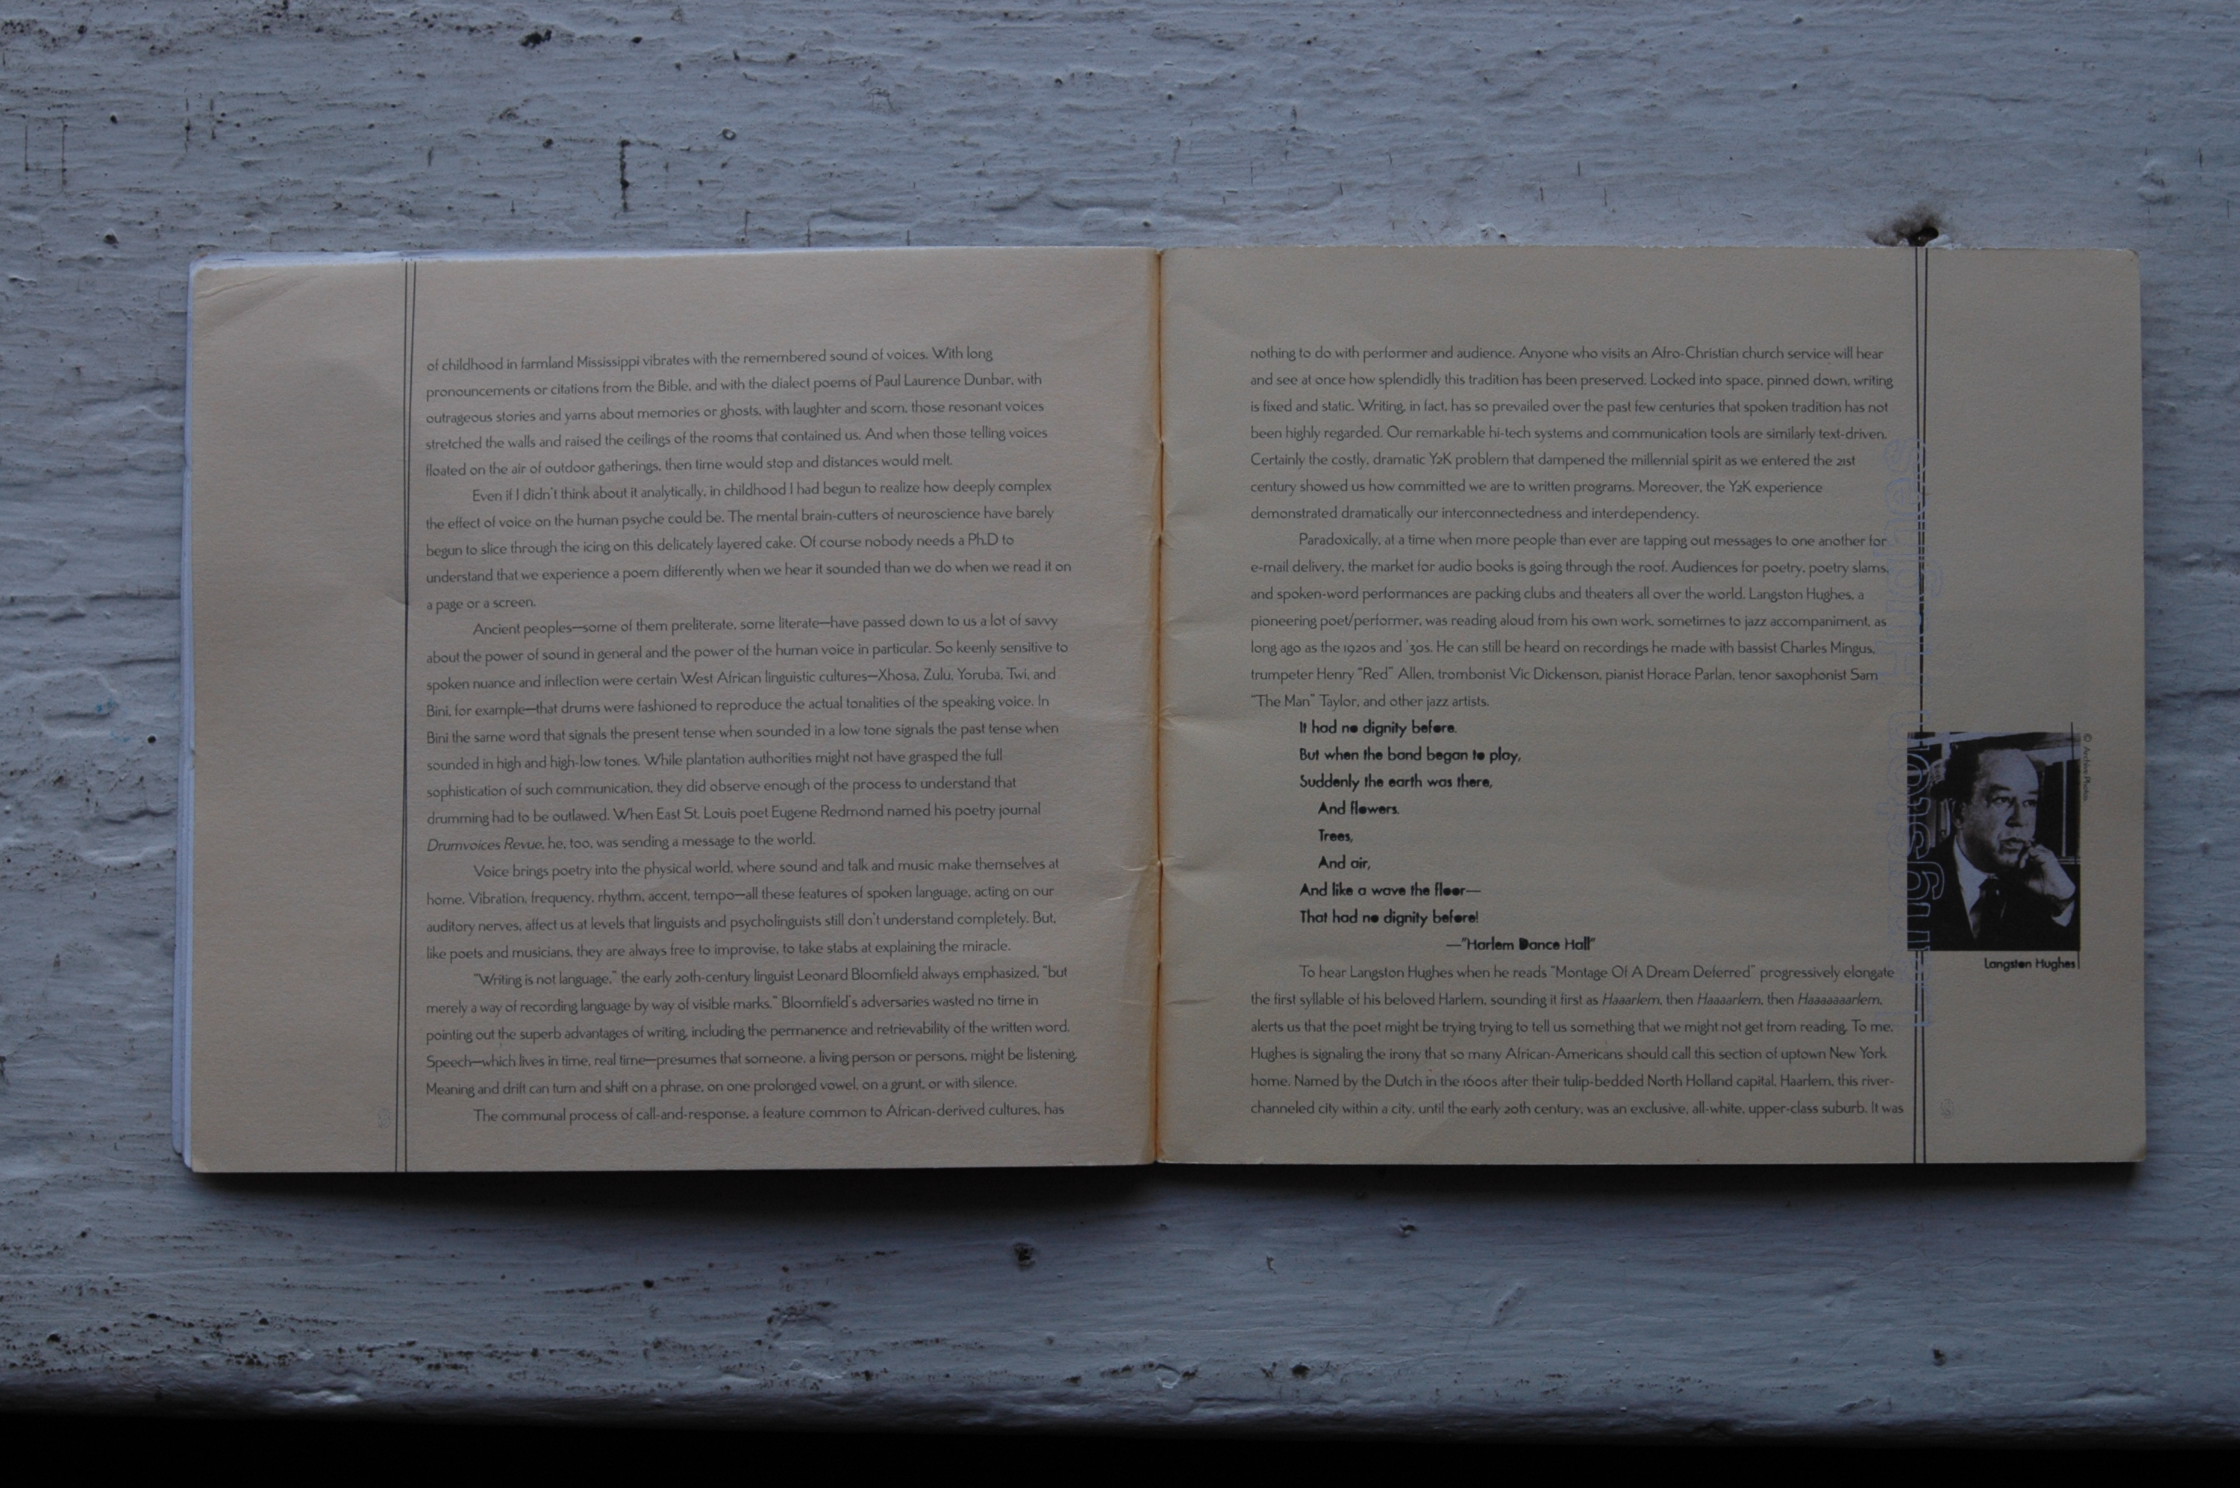 of childhood in farmland Mississippi vibrates with the remembered sound of voices. With long
pronouncements or citations from the Bible, and with the dialect poems of Paul Laurence Dunbar, with
outrageous stories and yarns about memories or ghosts, with laughter and scorn, those resonant voices
stretched the walls and raised the ceilings of the rooms that contained us. And when those telling voices
floated on the air of outdoor gatherings, then time would stop and distances would melt.
Even if I didn't think about it analytically, in childhood I had begun to realize how deeply complex
the effect of voice on the human psyche could be. The mental brain-cutters of neuroscience have barely
begun to slice through the icing on this delicately layered cake. Of course nobody needs a Ph.D to
understand that we experience a poem differently when we hear it sounded than we do when we read it on
a page or a screen.
Ancient peoples—some of them preliterate, some literate—have passed down to us a lot of savvy
about the power of sound in general and the power of the human voice in particular. So keenly sensitive to
spoken nuance and inflection were certain West African linguistic cultures—Xhosa, Zulu, Yoruba, Twi, and
Bini, for example—that drums were fashioned to reproduce the actual tonalities of the speaking voice. In
Bini the same word that signals the present tense when sounded in a low tone signals the past tense when
sounded in high and high-low tones. While plantation authorities might not have grasped the full
sophistication of such communication, they did observe enough of the process to understand that
drumming had to be outlawed. When East St. Louis poet Eugene Redmond named his poetry journal
Drumvoices Revue, he, too, was sending a message to the world.
Voice brings poetry into the physical world, where sound and talk and music make themselves at
home. Vibration, frequency, rhythm, accent, tempo—all these features of spoken language, acting on our
auditory nerves, affect us at levels that linguists and psycholinguists still don't understand completely. But,
like poets and musicians, they are always free to improvise, to take stabs at explaining the miracle.
"Writing is not language," the early 20th-century linguist Leonard Bloomfield always emphasized, "but
merely a way of recording language by way of visible marks." Bloomfield's adversaries wasted no time in
pointing out the superb advantages of writing, including the permanence and retrievability of the written word.
Speech—which lives in time, real time—presumes that someone, a living person or persons, might be listening.
Meaning and drift can turn and shift on a phrase, on one prolonged vowel, on a grunt, or with silence.
The communal process of call-and-response, a feature common to African-derived cultures, has
nothing to do with performer and audience. Anyone who visits an Afro-Christian church service will hear
and see at once how splendidly this tradition has been preserved. Locked into space, pinned down, writing
is fixed and static. Writing, in fact, has so prevailed over the past few centuries that spoken tradition has not
been highly regarded. Our remarkable hi-tech systems and communication tools are similarly text-driven.
Certainly the costly, dramatic Y2K problem that dampened the millennial spirit as we entered the 21st
century showed us how committed we are to written programs. Moreover, the Y2K experience
demonstrated dramatically our interconnectedness and interdependency.
Paradoxically, at a time when more people than ever are tapping out messages to one another for
e-mail delivery, the market for audio books is going through the roof. Audiences for poetry, poetry slams,
and spoken-word performances are packing clubs and theaters all over the world. Langston Hughes, a
pioneering poet/performer, was reading aloud from his own work, sometimes to jazz accompaniment, as
long ago as the 1920s and '30s. He can still be heard on recordings he made with bassist Charles Mingus,
trumpeter Henry "Red" Allen, trombonist Vic Dickenson, pianist Horace Parlan, tenor saxophonist Sam
"The Man" Taylor, and other jazz artists.
It had no dignity before.
But when the band began to play,
Suddenly the earth was there,
And flowers.
Trees,
And air,
And like a wave the floor—
That had no dignity before!
—"Harlem Dance Hall"
To hear Langston Hughes when he reads "Montage Of A Dream Deferred" progressively elongate
the first syllable of his beloved Harlem, sounding it first as Haaarlem, then Haaaarlem, then Haaaaaaarlem,
alerts us that the poet might be trying trying to tell us something that we might not get from reading. To me,
Hughes is signaling the irony that so many African-Americans should call this section of uptown New York
home. Named by the Dutch in the 1600s after their tulip-bedded North Holland capital, Haarlem, this river-
channeled city within a city, until the early 20th century, was an exclusive, all-white, upper-class suburb. It was
Langston Hughes
© Archive Photos
Langston Hughes